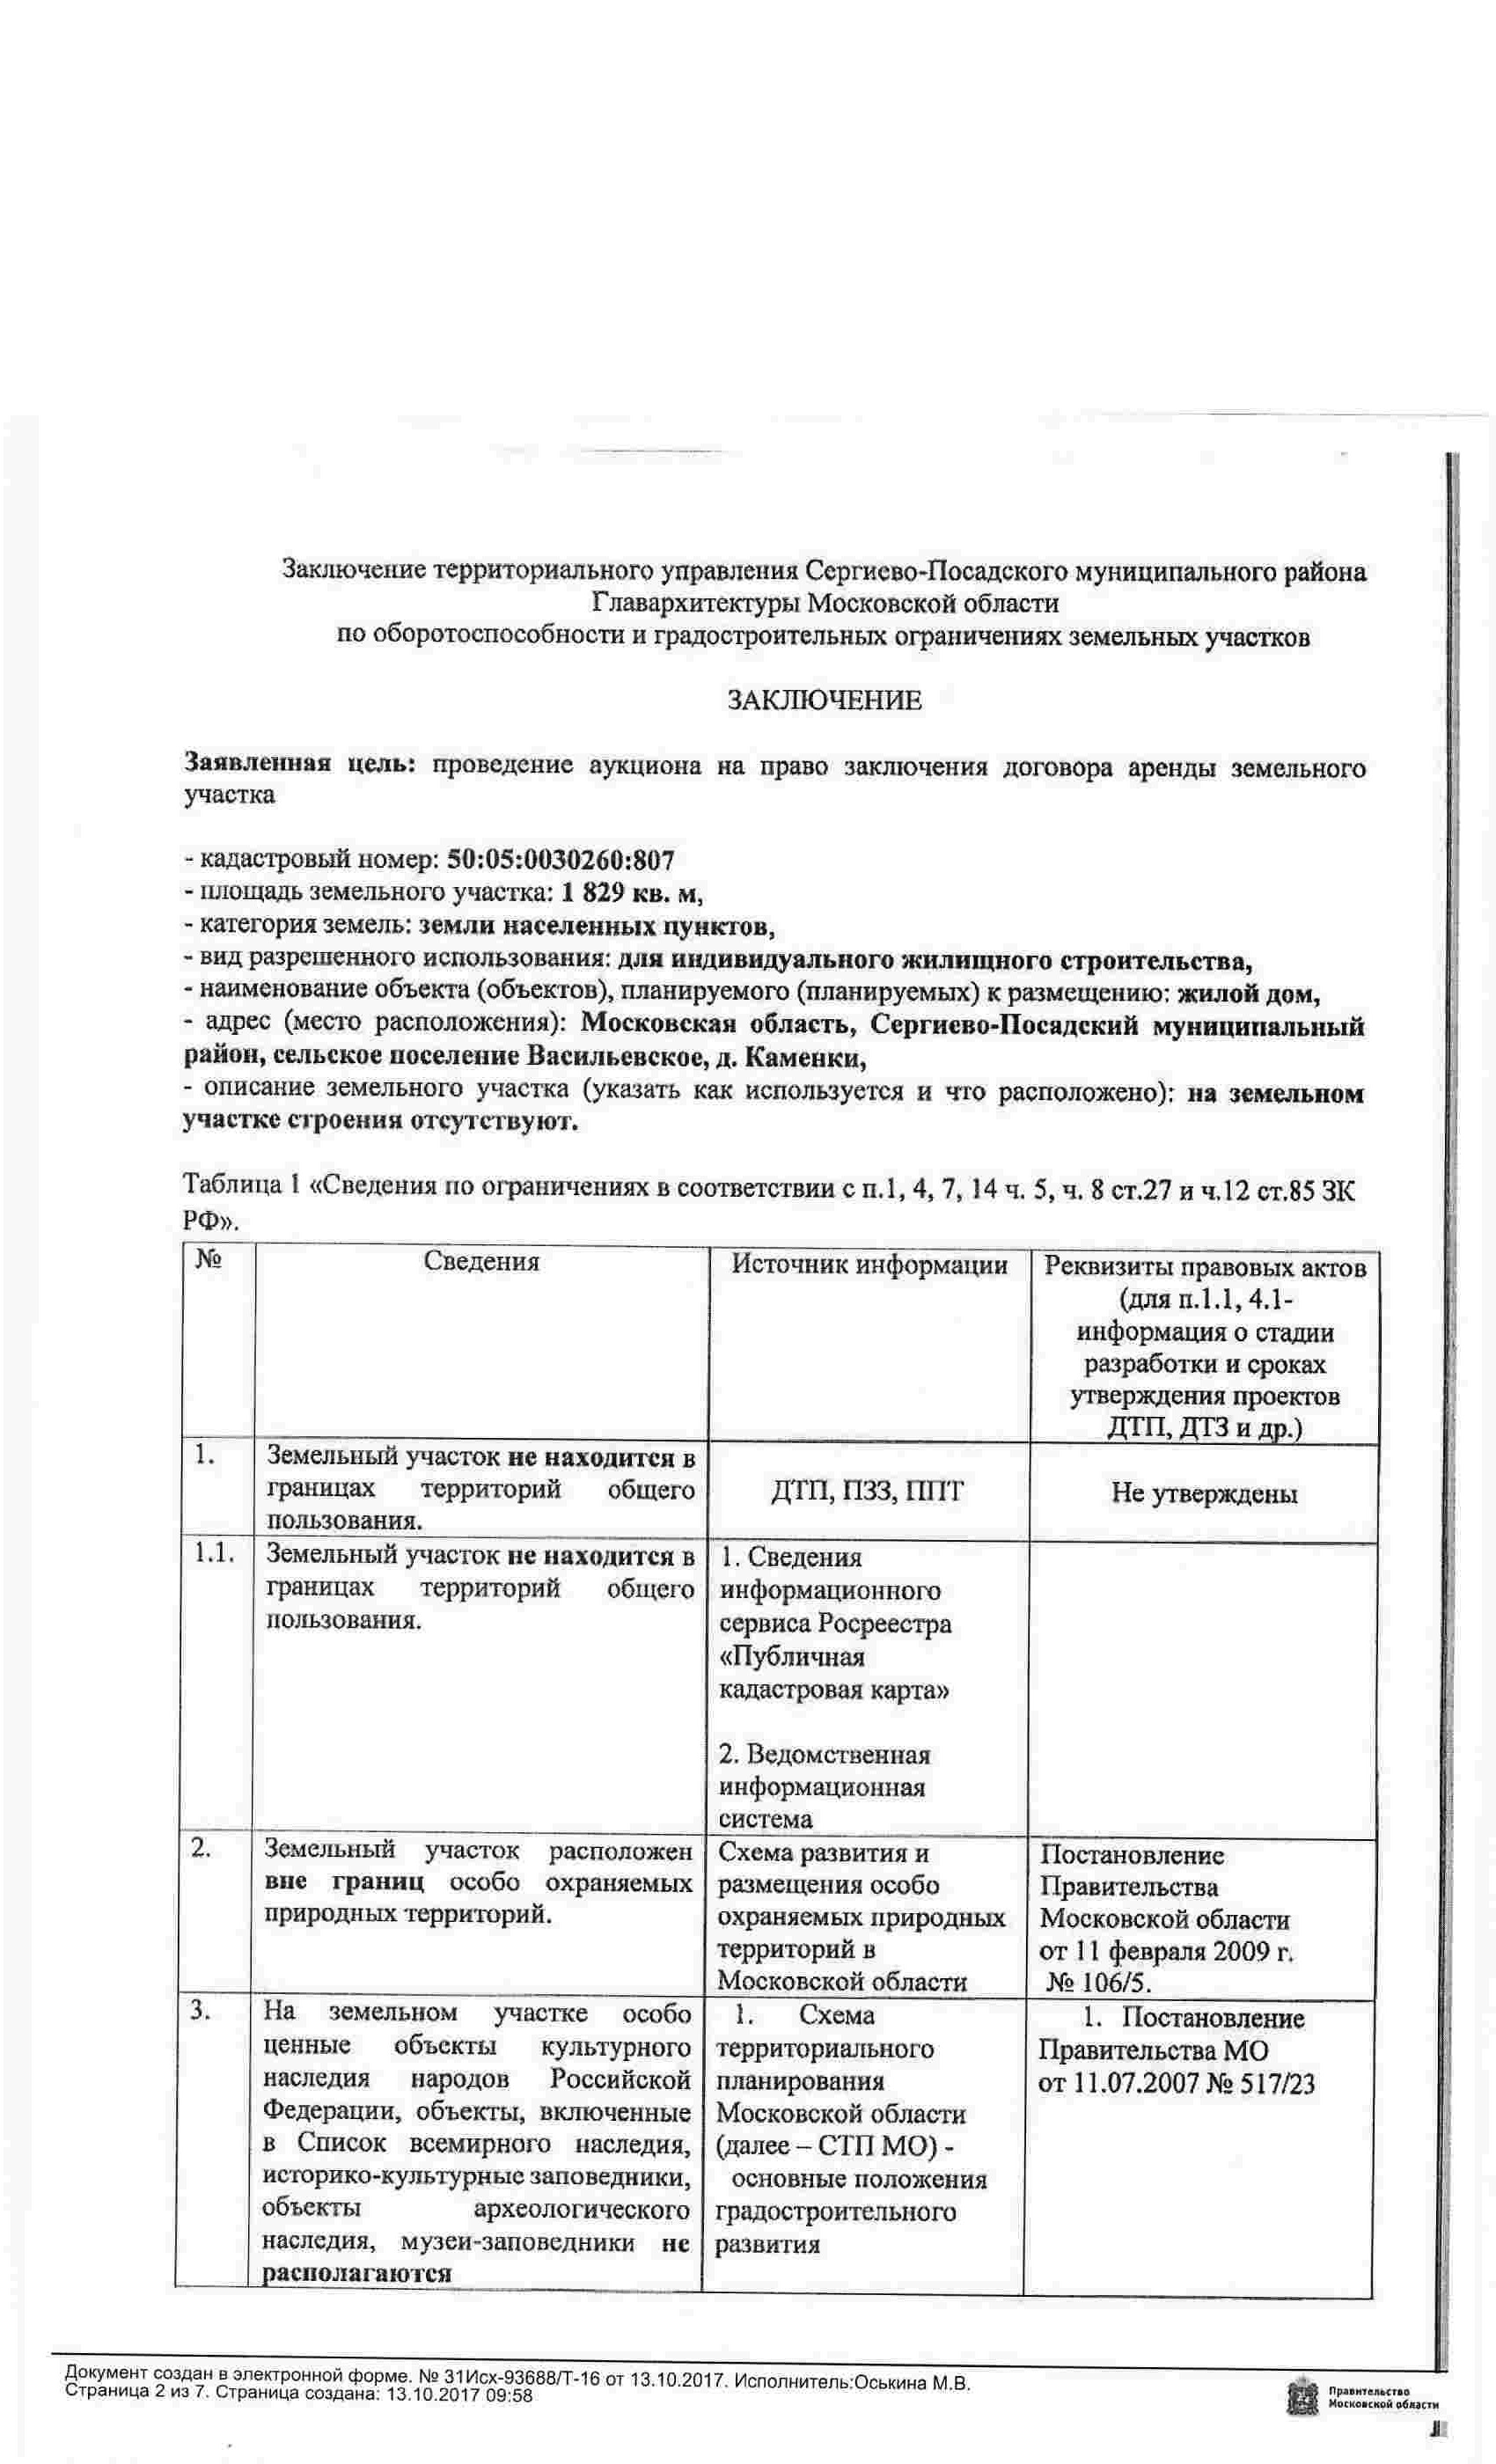 Заключение территориального управления Сергиево-Посадского муниципального района
Главархитектуры Московской области
по оборотоспособности и градостроительных ограничениях земельных участков
ЗАКЛЮЧЕНИЕ
Заявленная цель: проведение аукциона на право заключения договора аренды земельного
участка
- кадастровый номер: 50:05:0030260:807
- площадь земельного участка: 1 829 кв. м,
- категория земель: земли населенных пунктов,
- вид разрешенного использования: для индивидуального жилищного строительства,
- наименование объекта (объектов), планируемого (планируемых) к размещению: жилой дом,
- адрес (место расположения): Московская область, Сергиево-Посадский муниципальный
район, сельское поселение Васильевское, д. Каменки,
- описание земельного участка (указать как используется и что расположено): на земельном
участке строения отсутствуют.
Таблица 1 «Сведения по ограничениях в соответствии с п.1, 4, 7, 14 ч. 5, ч. 8 ст.27 и ч.12 ст.85 ЗК
РФ».
№
Сведения
Источник информации
Реквизиты правовых актов
(для п.1.1, 4.1-
информация о стадии
разработки и сроках
утверждения проектов
ДТП, ДТЗ и др.)
1.
Земельный участок не находится в
границах территорий общего
пользования.
ДТП, ПЗЗ, ППТ
Не утверждены
1.1.
Земельный участок не находится в
границах территорий общего
пользования.
1. Сведения
информационного
сервиса Росреестра
«Публичная
кадастровая карта»
2. Ведомственная
информационная
система
2.
Земельный участок расположен
вне границ особо охраняемых
природных территорий.
Схема развития и
размещения особо
охраняемых природных
территорий в
Московской области
Постановление
Правительства
Московской области
от 11 февраля 2009 г.
№ 106/5.
3.
На земельном участке особо
ценные объекты культурного
наследия народов Российской
Федерации, объекты, включенные
в Список всемирного наследия,
историко-культурные заповедники,
объекты археологического
наследия, музеи-заповедники не
располагаются
1. Схема
территориального
планирования
Московской области
(далее – СТП МО) -
основные положения
градостроительного
развития
1. Постановление
Правительства МО
от 11.07.2007 № 517/23
Документ создан в электронной форме. № 31Исх-93688/Т-16 от 13.10.2017. Исполнитель:Оськина М.В.
Страница 2 из 7. Страница создана: 13.10.2017 09:58
Правительство
Московской области